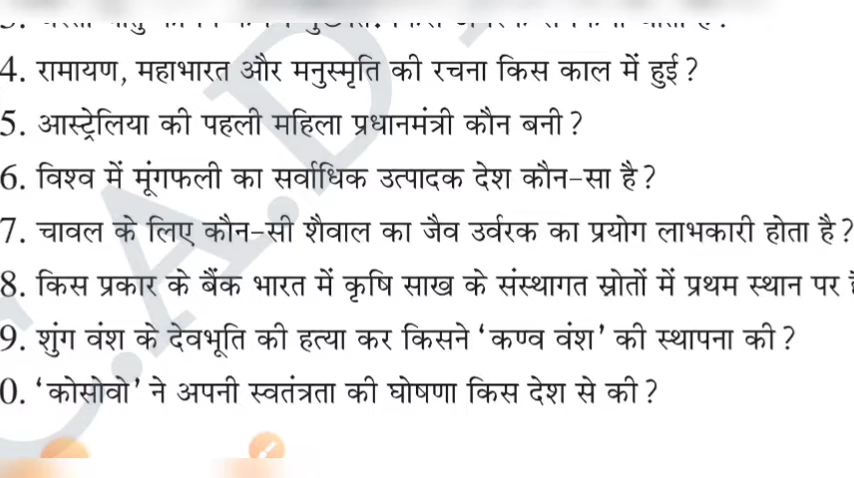 4. रामायण, महाभारत और मनुस्मृति की रचना किस काल में हुई ?
5. आस्ट्रेलिया की पहली महिला प्रधानमंत्री कौन बनी ?
6. विश्व में मूंगफली का सर्वाधिक उत्पादक देश कौन-सा है ?
7. चावल के लिए कौन-सी शैवाल का जैव उर्वरक का प्रयोग लाभकारी होता है ?
8. किस प्रकार के बैंक भारत में कृषि साख के संस्थागत स्रोतों में प्रथम स्थान पर
9. शुंग वंश के देवभूति की हत्या कर किसने ‘कण्व वंश’ की स्थापना की ?
0. ‘कोसोवो’ ने अपनी स्वतंत्रता की घोषणा किस देश से की ?